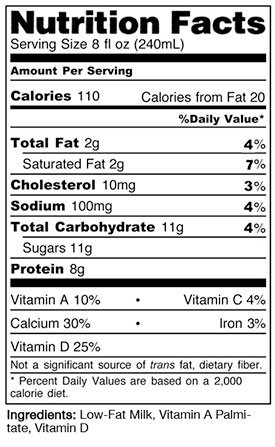 Nutrition Facts
Serving Size 8 fl oz (240mL)
Amount Per Serving
Calories 110 Calories from Fat 20
%Daily Value*
Total Fat 2g 4%
Saturated Fat 2g 7%
Cholesterol 10mg 3%
Sodium 100mg 4%
Total Carbohydrate 11g 4%
Sugars 11g
Protein 8g
Vitamin A 10% • Vitamin C 4%
Calcium 30% • Iron 3%
Vitamin D 25%
Not a significant source of trans fat, dietary fiber.
* Percent Daily Values are based on a 2,000
calorie diet.
Ingredients: Low-Fat Milk, Vitamin A Palmi-
tate, Vitamin D